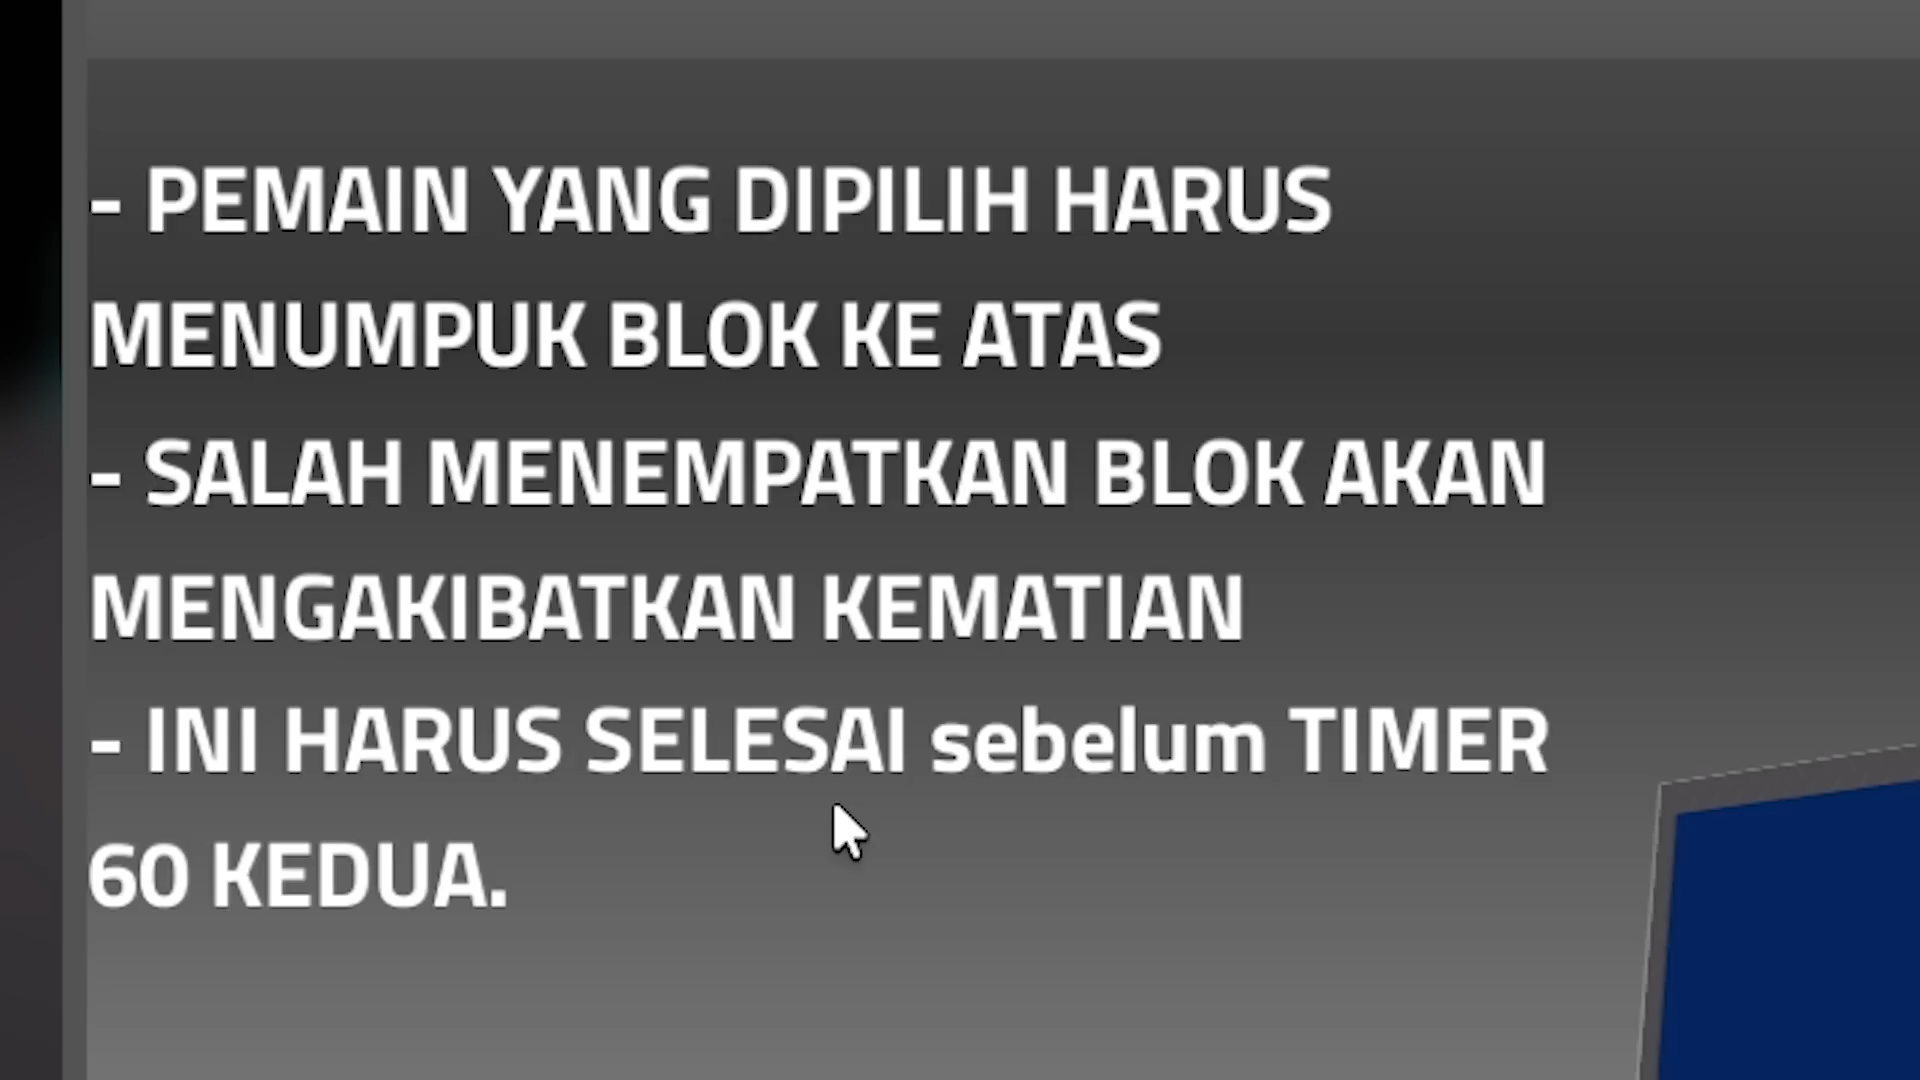 - PEMAIN YANG DIPILIH HARUS
MENUMPUK BLOK KE ATAS
- SALAH MENEMPATKAN BLOK AKAN
MENGAKIBATKAN KEMATIAN
- INI HARUS SELESAI sebelum TIMER
60 KEDUA.